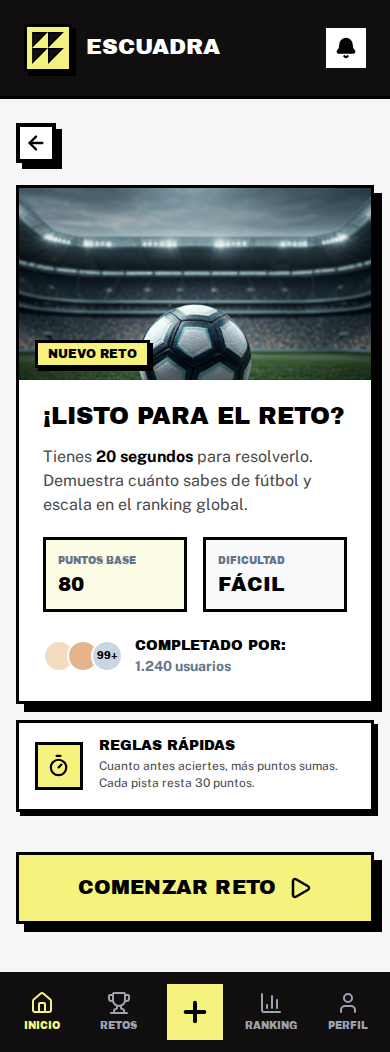 ESCUADRA
NUEVO RETO
¡LISTO PARA EL RETO?
Tienes 20 segundos para resolverlo.
Demuestra cuánto sabes de fútbol y
escala en el ranking global.
PUNTOS BASE
80
DIFICULTAD
FÁCIL
99+
COMPLETADO POR:
1.240 usuarios
REGLAS RÁPIDAS
Cuanto antes aciertes, más puntos sumas.
Cada pista resta 30 puntos.
COMENZAR RETO
INICIO
RETOS
RANKING
PERFIL